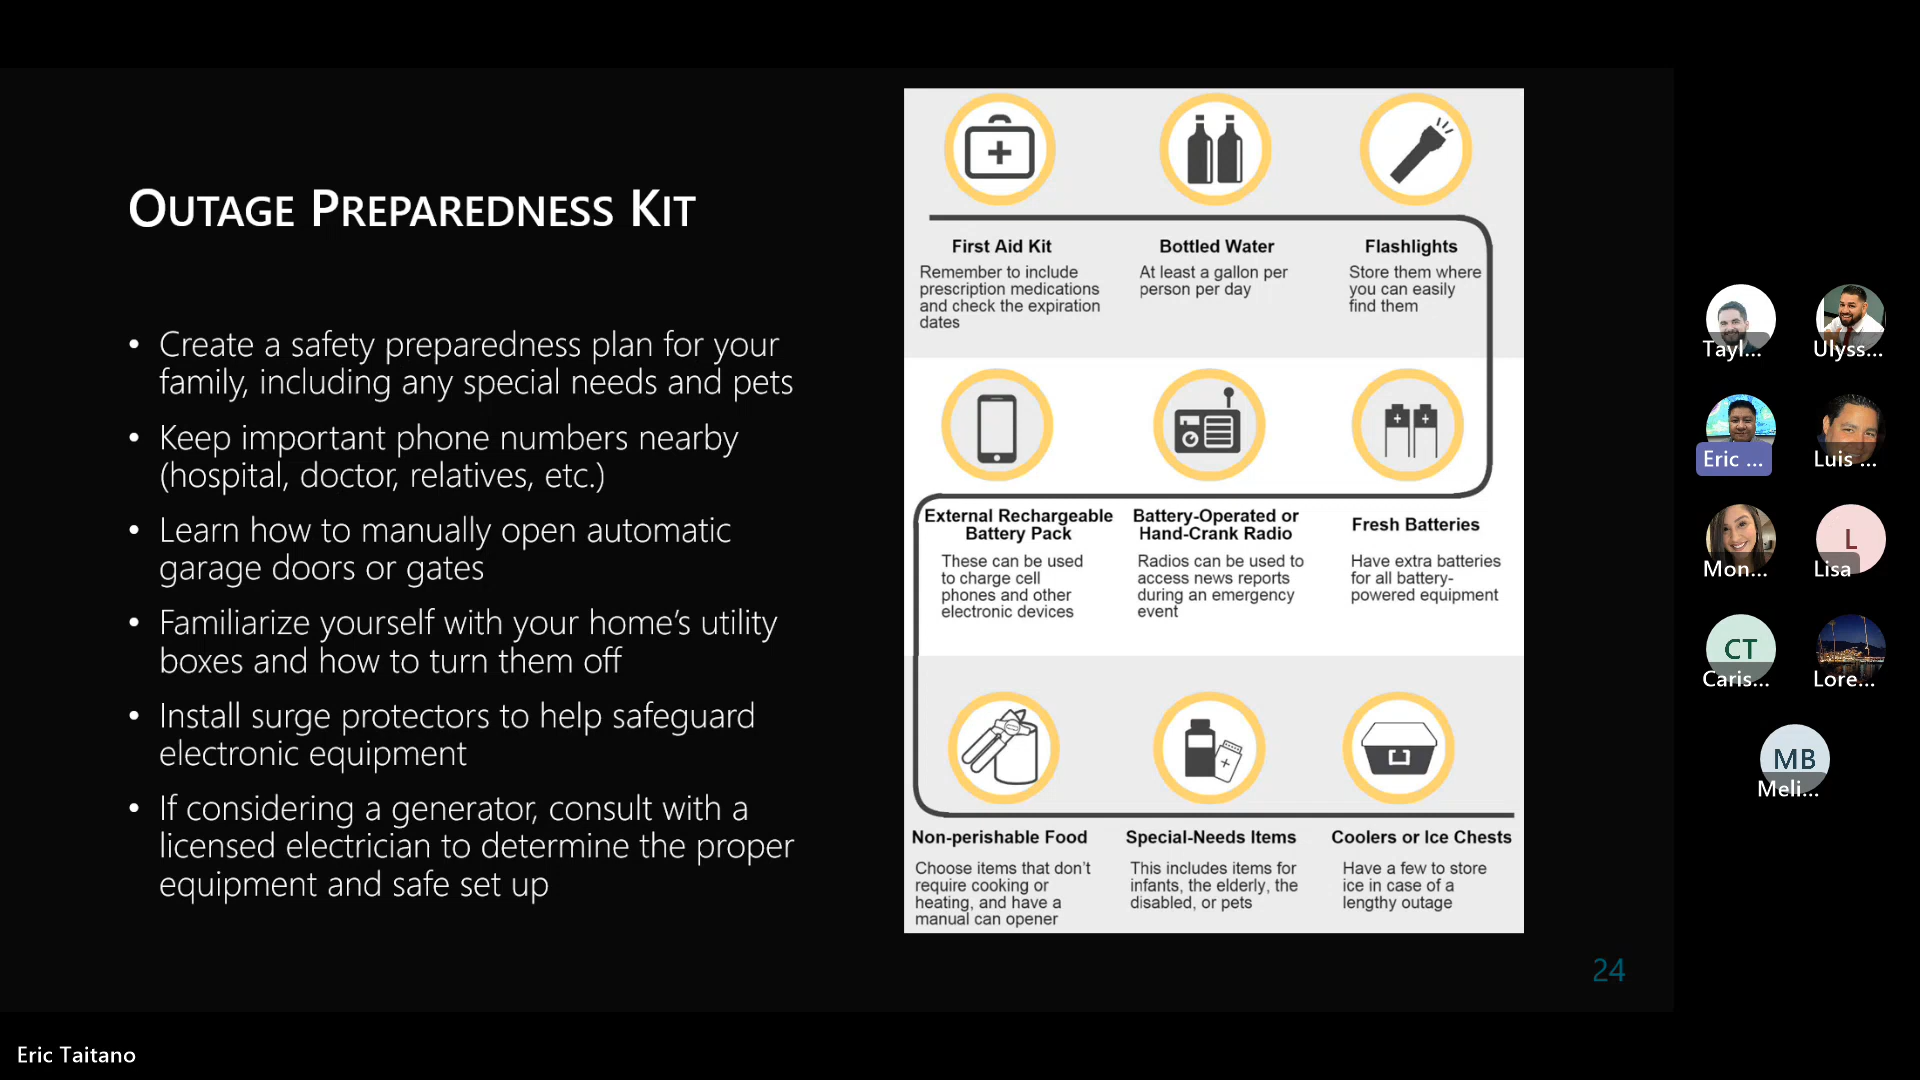 OUTAGE PREPAREDNESS KIT
• Create a safety preparedness plan for your
family, including any special needs and pets
• Keep important phone numbers nearby
(hospital, doctor, relatives, etc.)
• Learn how to manually open automatic
garage doors or gates
• Familiarize yourself with your home’s utility
boxes and how to turn them off
• Install surge protectors to help safeguard
electronic equipment
• If considering a generator, consult with a
licensed electrician to determine the proper
equipment and safe set up
First Aid Kit
Remember to include
prescription medications
and check the expiration
dates
Bottled Water
At least a gallon per
person per day
Flashlights
Store them where
you can easily
find them
External Rechargeable
Battery Pack
These can be used
to charge cell
phones and other
electronic devices
Battery-Operated or
Hand-Crank Radio
Radios can be used to
access news reports
during an emergency
event
Fresh Batteries
Have extra batteries
for all battery-
powered equipment
Non-perishable Food
Choose items that don’t
require cooking or
heating, and have a
manual can opener
Special-Needs Items
This includes items for
infants, the elderly, the
disabled, or pets
Coolers or Ice Chests
Have a few to store
ice in case of a
lengthy outage
24
Tayl...
Ulyss...
Eric ...
Luis ...
Mon...
L
Lisa
CT
Caris...
Lore...
MB
Meli...
Eric Taitano